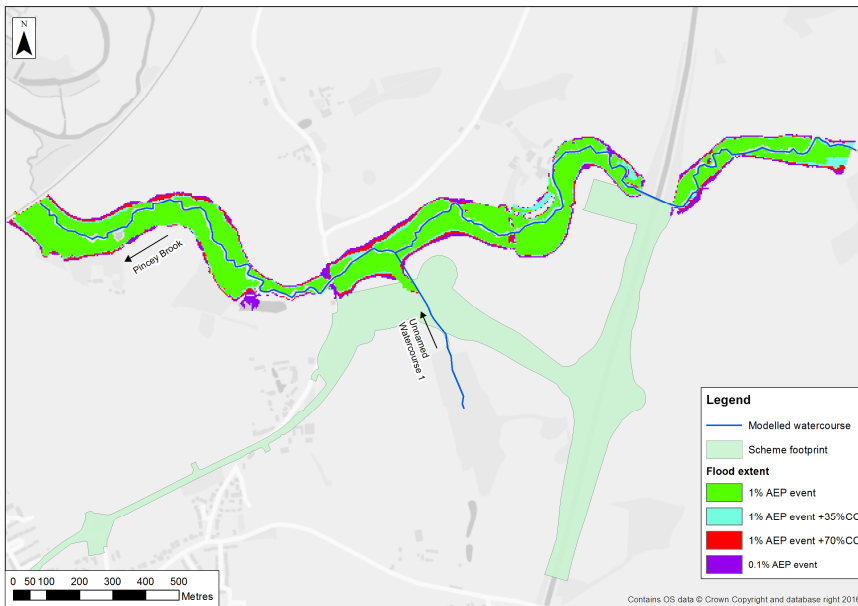 N
Pincey Brook
Unnamed
Watercourse 1
Legend
Modelled watercourse
Scheme footprint
Flood extent
1% AEP event
1% AEP event +35%CC
1% AEP event +70%CC
0.1% AEP event
0 50 100 200 300 400 500
Metres
Contains OS data © Crown Copyright and database right 2016